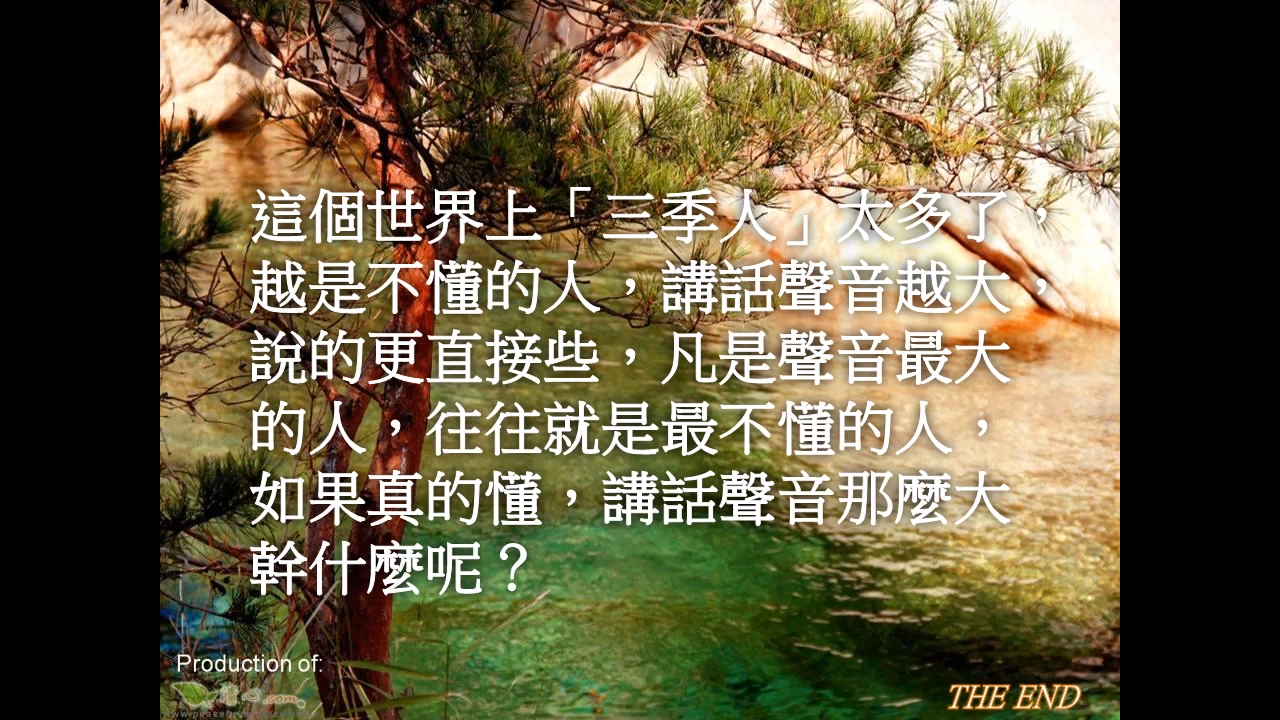 這個世界上「三季人」太多了，
越是不懂的人，講話聲音越大，
說的更直接些，凡是聲音最大
的人，往往就是最不懂的人，
如果真的懂，講話聲音那麼大
幹什麼呢？
Production of:
THE END